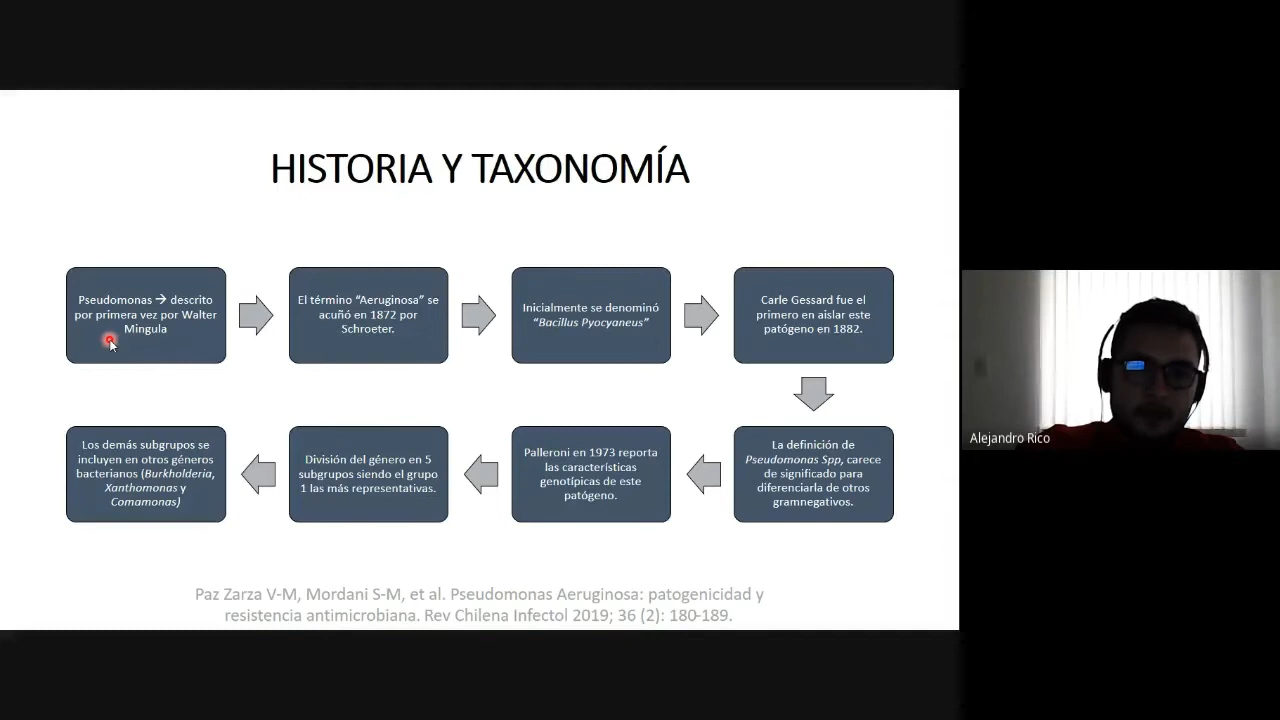 HISTORIA Y TAXONOMÍA
Pseudomonas → descrito
por primera vez por Walter
Mingula
El término “Aeruginosa” se
acuñó en 1872 por
Schroeter.
Inicialmente se denominó
“Bacillus Pyocyaneus”
Carle Gessard fue el
primero en aislar este
patógeno en 1882.
La definición de
Pseudomonas Spp, carece
de significado para
diferenciarla de otros
gramnegativos.
Palleroni en 1973 reporta
las características
genotípicas de este
patógeno.
División del género en 5
subgrupos siendo el grupo
1 las más representativas.
Los demás subgrupos se
incluyen en otros géneros
bacterianos (Burkholderia,
Xanthomonas y
Comamonas)
Paz Zarza V-M, Mordani S-M, et al. Pseudomonas Aeruginosa: patogenicidad y
resistencia antimicrobiana. Rev Chilena Infectol 2019; 36 (2): 180-189.
Alejandro Rico